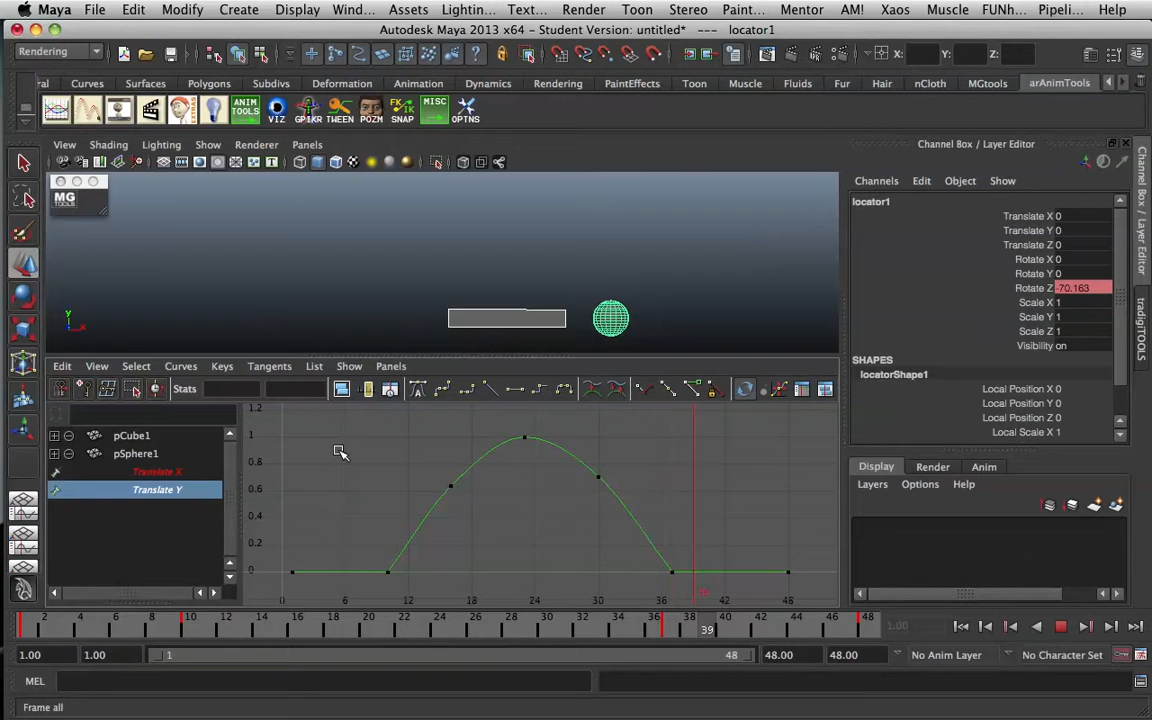 Maya File Edit Modify Create Display Wind... Assets Lightin... Text... Render Toon Stereo Paint... Mentor AM! Xaos Muscle FUNh... Pipeli... Help
Autodesk Maya 2013 x64 - Student Version: untitled* --- locator1
Rendering X: Y: Z:
ral Curves Surfaces Polygons Subdivs Deformation Animation Dynamics Rendering PaintEffects Toon Muscle Fluids Fur Hair nCloth MGtools arAnimTools
ANIM TOOLS VIZ GPIKR TWEEN POZM FK/IK SNAP MISC OPTNS
View Shading Lighting Show Renderer Panels
Channel Box / Layer Editor
MG TOOLS
Channels Edit Object Show
locator1
Translate X 0
Translate Y 0
Translate Z 0
Rotate X 0
Rotate Y 0
Rotate Z -70.163
Scale X 1
Scale Y 1
Scale Z 1
Visibility on
SHAPES
locatorShape1
Local Position X 0
Local Position Y 0
Local Position Z 0
Local Scale X 1
Channel Box / Layer Editor
tradigiTOOLS
y
x
Edit View Select Curves Keys Tangents List Show Panels
Stats
pCube1
pSphere1
Translate X
Translate Y
1.2
1
0.8
0.6
0.4
0.2
0
0 6 12 18 24 30 36 42 48
Display Render Anim
Layers Options Help
2 4 6 8 10 12 14 16 18 20 22 24 26 28 30 32 34 36 38 39 40 42 44 46 48 1.00
1.00 1.00 1 48 48.00 48.00 No Anim Layer No Character Set
MEL
Frame all